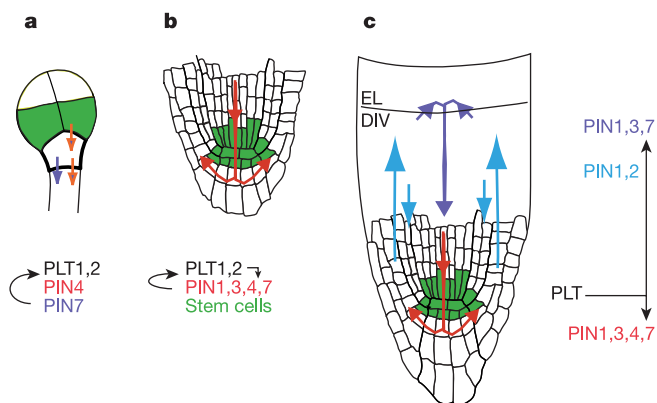 a
PLT1,2
PIN4
PIN7
b
PLT1,2
PIN1,3,4,7
Stem cells
c
EL
DIV
PIN1,3,7
PIN1,2
PLT
PIN1,3,4,7